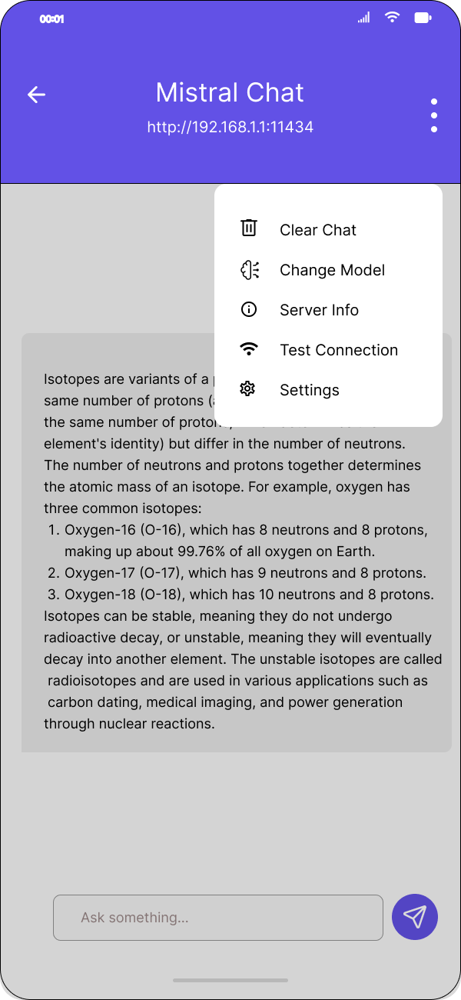 00:01
Mistral Chat
http://192.168.1.1:11434
Clear Chat
Change Model
Server Info
Test Connection
Settings
Isotopes are variants of a
same number of protons
the same number of
element's identity) but differ in the number of neutrons.
The number of neutrons and protons together determines
the atomic mass of an isotope. For example, oxygen has
three common isotopes:
1. Oxygen-16 (O-16), which has 8 neutrons and 8 protons,
making up about 99.76% of all oxygen on Earth.
2. Oxygen-17 (O-17), which has 9 neutrons and 8 protons.
3. Oxygen-18 (O-18), which has 10 neutrons and 8 protons.
Isotopes can be stable, meaning they do not undergo
radioactive decay, or unstable, meaning they will eventually
decay into another element. The unstable isotopes are called
radioisotopes and are used in various applications such as
carbon dating, medical imaging, and power generation
through nuclear reactions.
Ask something...